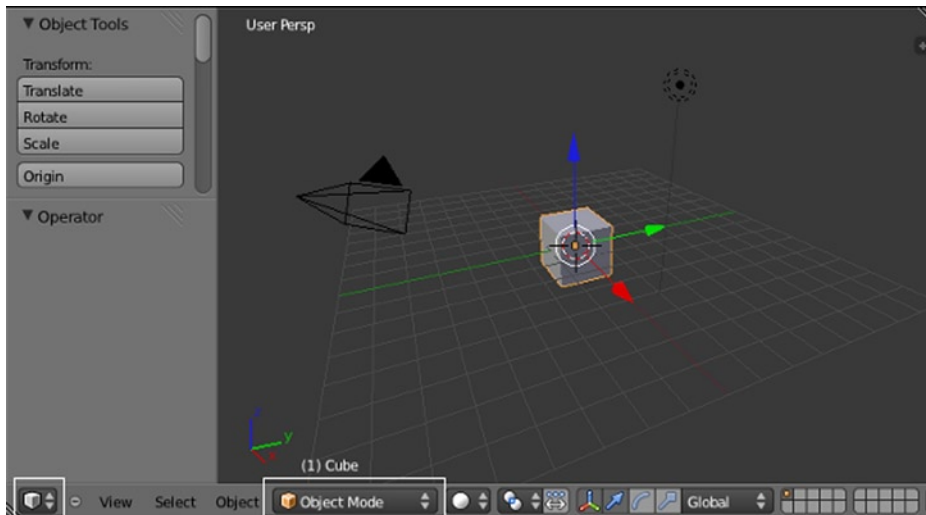 Object Tools
User Persp
Transform:
Translate
Rotate
Scale
Origin
Operator
z
y
x
(1) Cube
View Select Object Object Mode Global